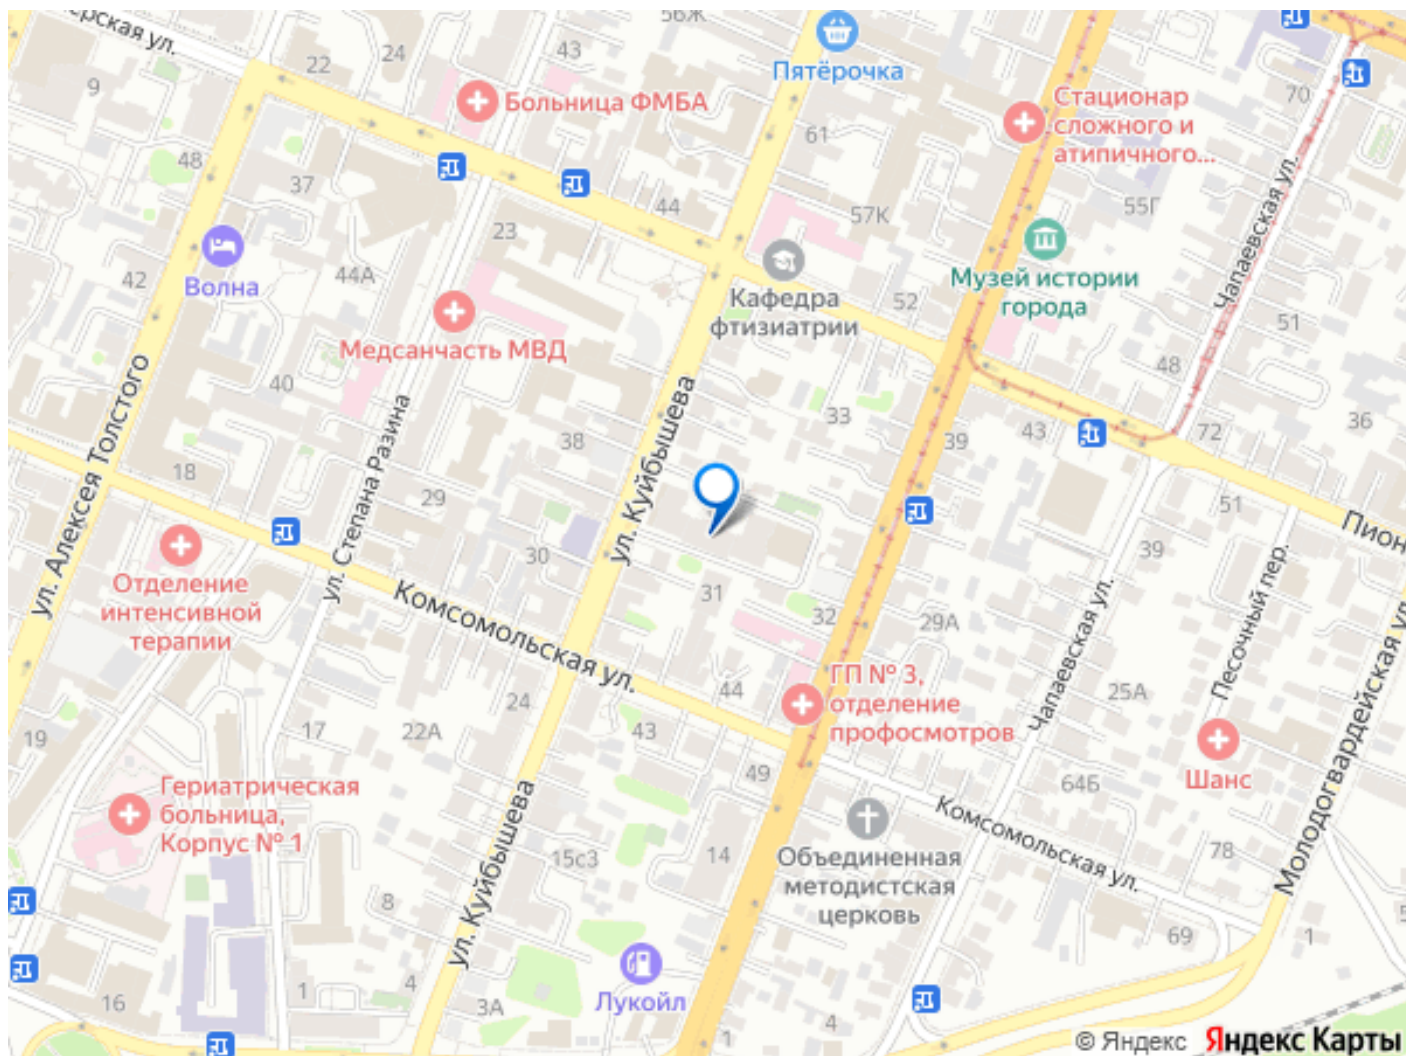 56Ж
ерская ул.
24
43
22
9
Пятёрочка
Больница ФМБА
Стационар
сложного и
атипичного...
70
61
48
37
44
57К
55Г
Чапаевская ул.
23
Волна
42
44А
Музей истории
города
Кафедра
фтизиатрии
52
51
Медсанчасть МВД
48
40
ул. Алексея Толстого
ул. Степана Разина
ул. Куйбышева
33
38
39
43
72
36
18
29
51
Пион
39
30
Отделение
интенсивной
терапии
Комсомольская ул.
31
32
29А
Чапаевская ул.
Песочный пер.
Молодогвардейская ул
ГП № 3,
отделение
профосмотров
44
25А
24
17
22А
43
19
49
64Б
Шанс
Гериатрическая
больница,
Корпус № 1
ул. Куйбышева
Комсомольская ул.
15с3
14
Объединенная
методистская
церковь
78
8
69
1
5
Лукойл
16
1
4
3А
1
4
© Яндекс Яндекс Карты